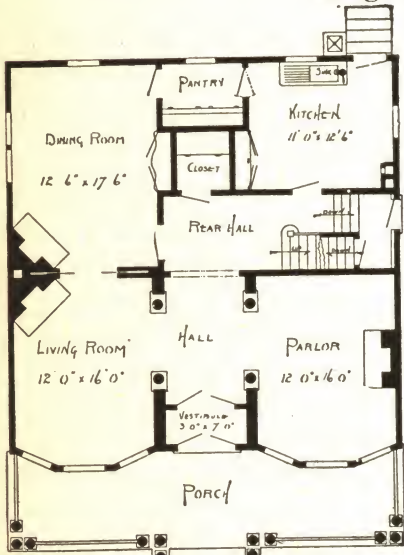 PANTRY
SINK
KITCHEN
11'0" x 12'6"
DINING ROOM
12'6" x 17'6"
CLOSET
REAR HALL
DOWN
UP
DOWN
HALL
LIVING ROOM
12'0" x 16'0"
PARLOR
12'0" x 16'0"
VESTIBULE
3'0" x 7'0"
PORCH